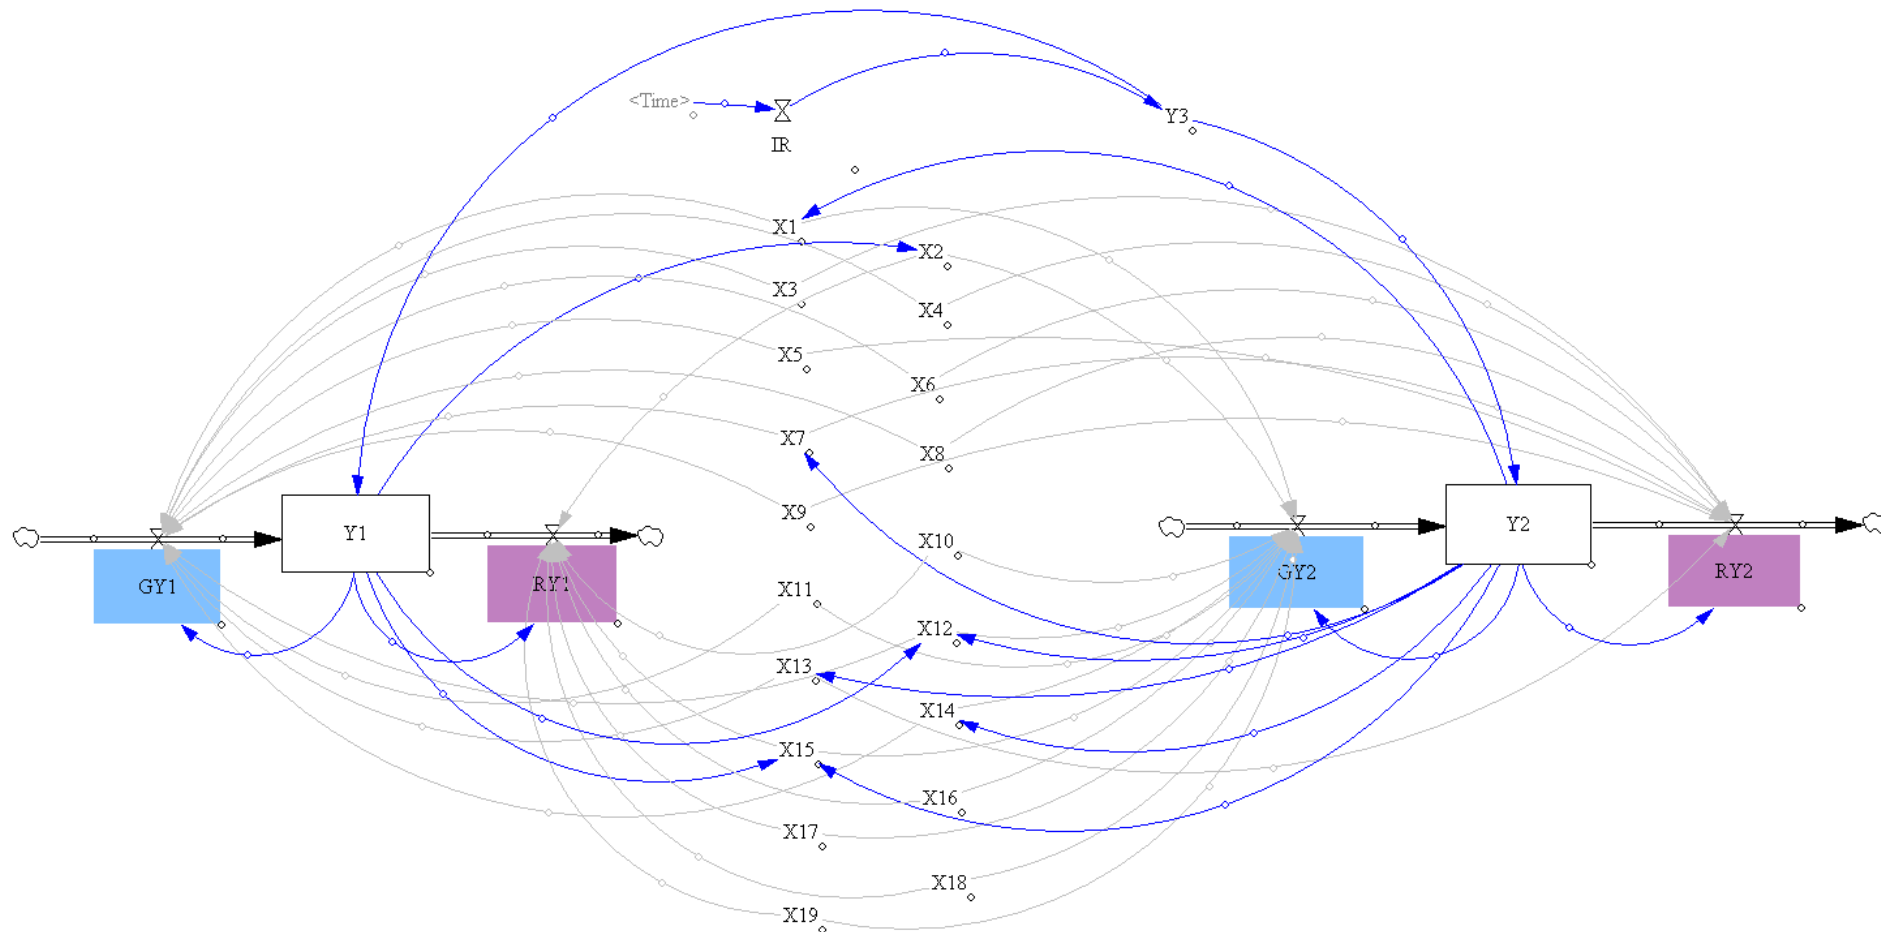 <Time>
Y3
IR
X1
X2
X3
X4
X5
X6
X7
X8
X9
Y1
Y2
X10
GY1
RY1
GY2
RY2
X11
X12
X13
X14
X15
X16
X17
X18
X19